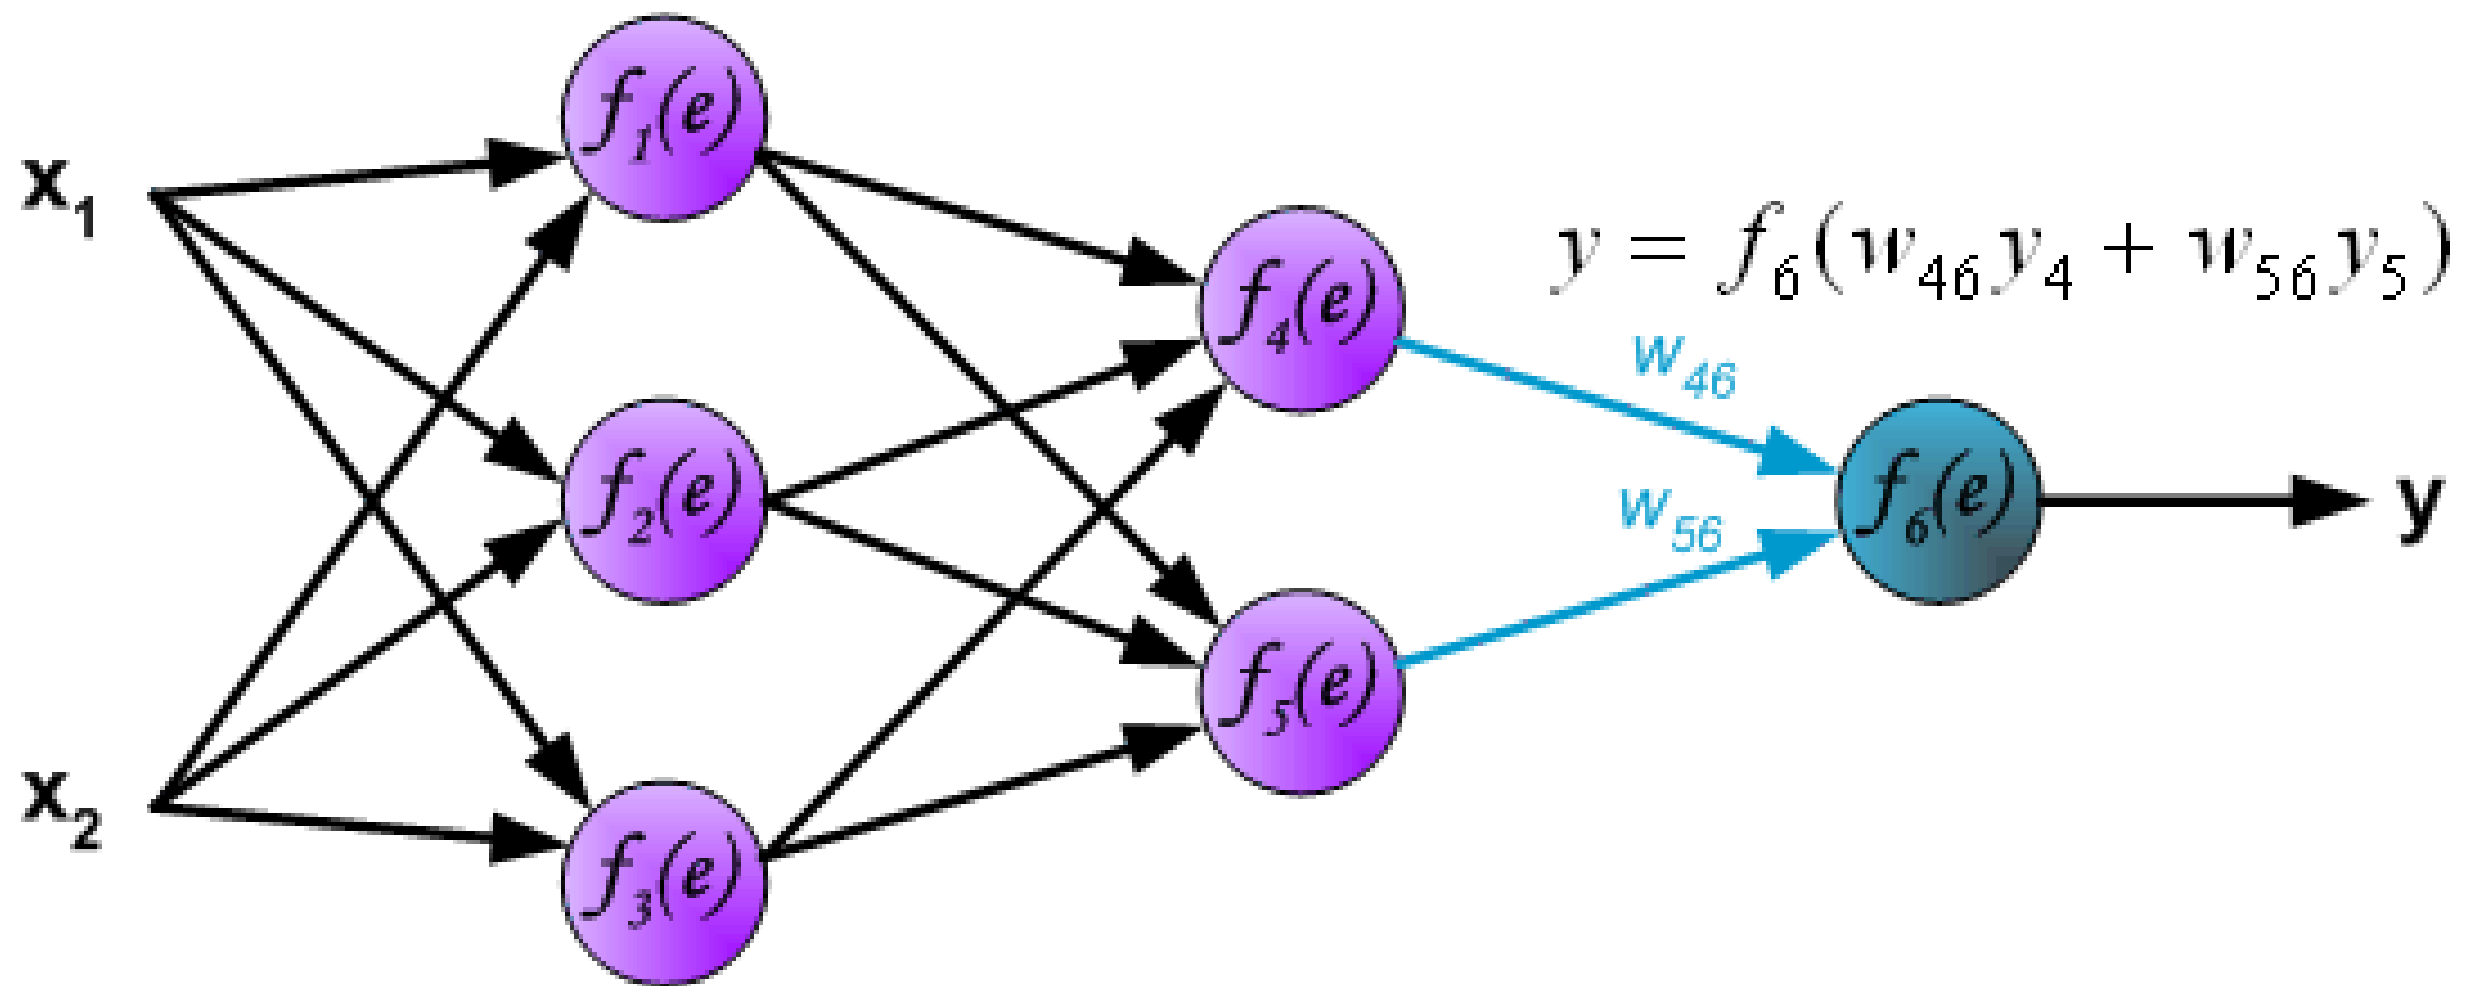 x₁
x₂
f₁(e)
f₂(e)
f₃(e)
f₄(e)
f₅(e)
y = f₆(w₄₆y₄ + w₅₆y₅)
w₄₆
w₅₆
f₆(e)
y